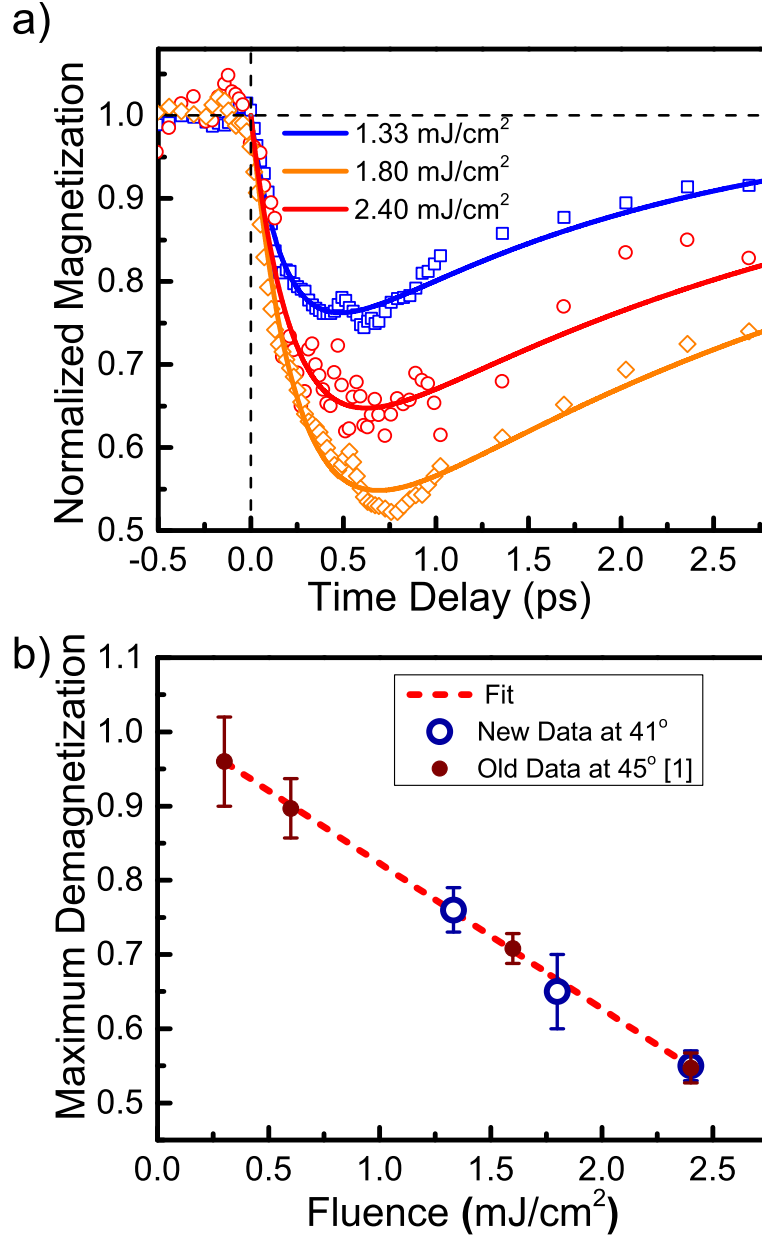 a)
Normalized Magnetization
1.0
0.9
0.8
0.7
0.6
0.5
1.33 mJ/cm²
1.80 mJ/cm²
2.40 mJ/cm²
-0.5 0.0 0.5 1.0 1.5 2.0 2.5
Time Delay (ps)
b)
Maximum Demagnetization
1.1
1.0
0.9
0.8
0.7
0.6
0.5
Fit
New Data at 41°
Old Data at 45° [1]
0.0 0.5 1.0 1.5 2.0 2.5
Fluence (mJ/cm²)